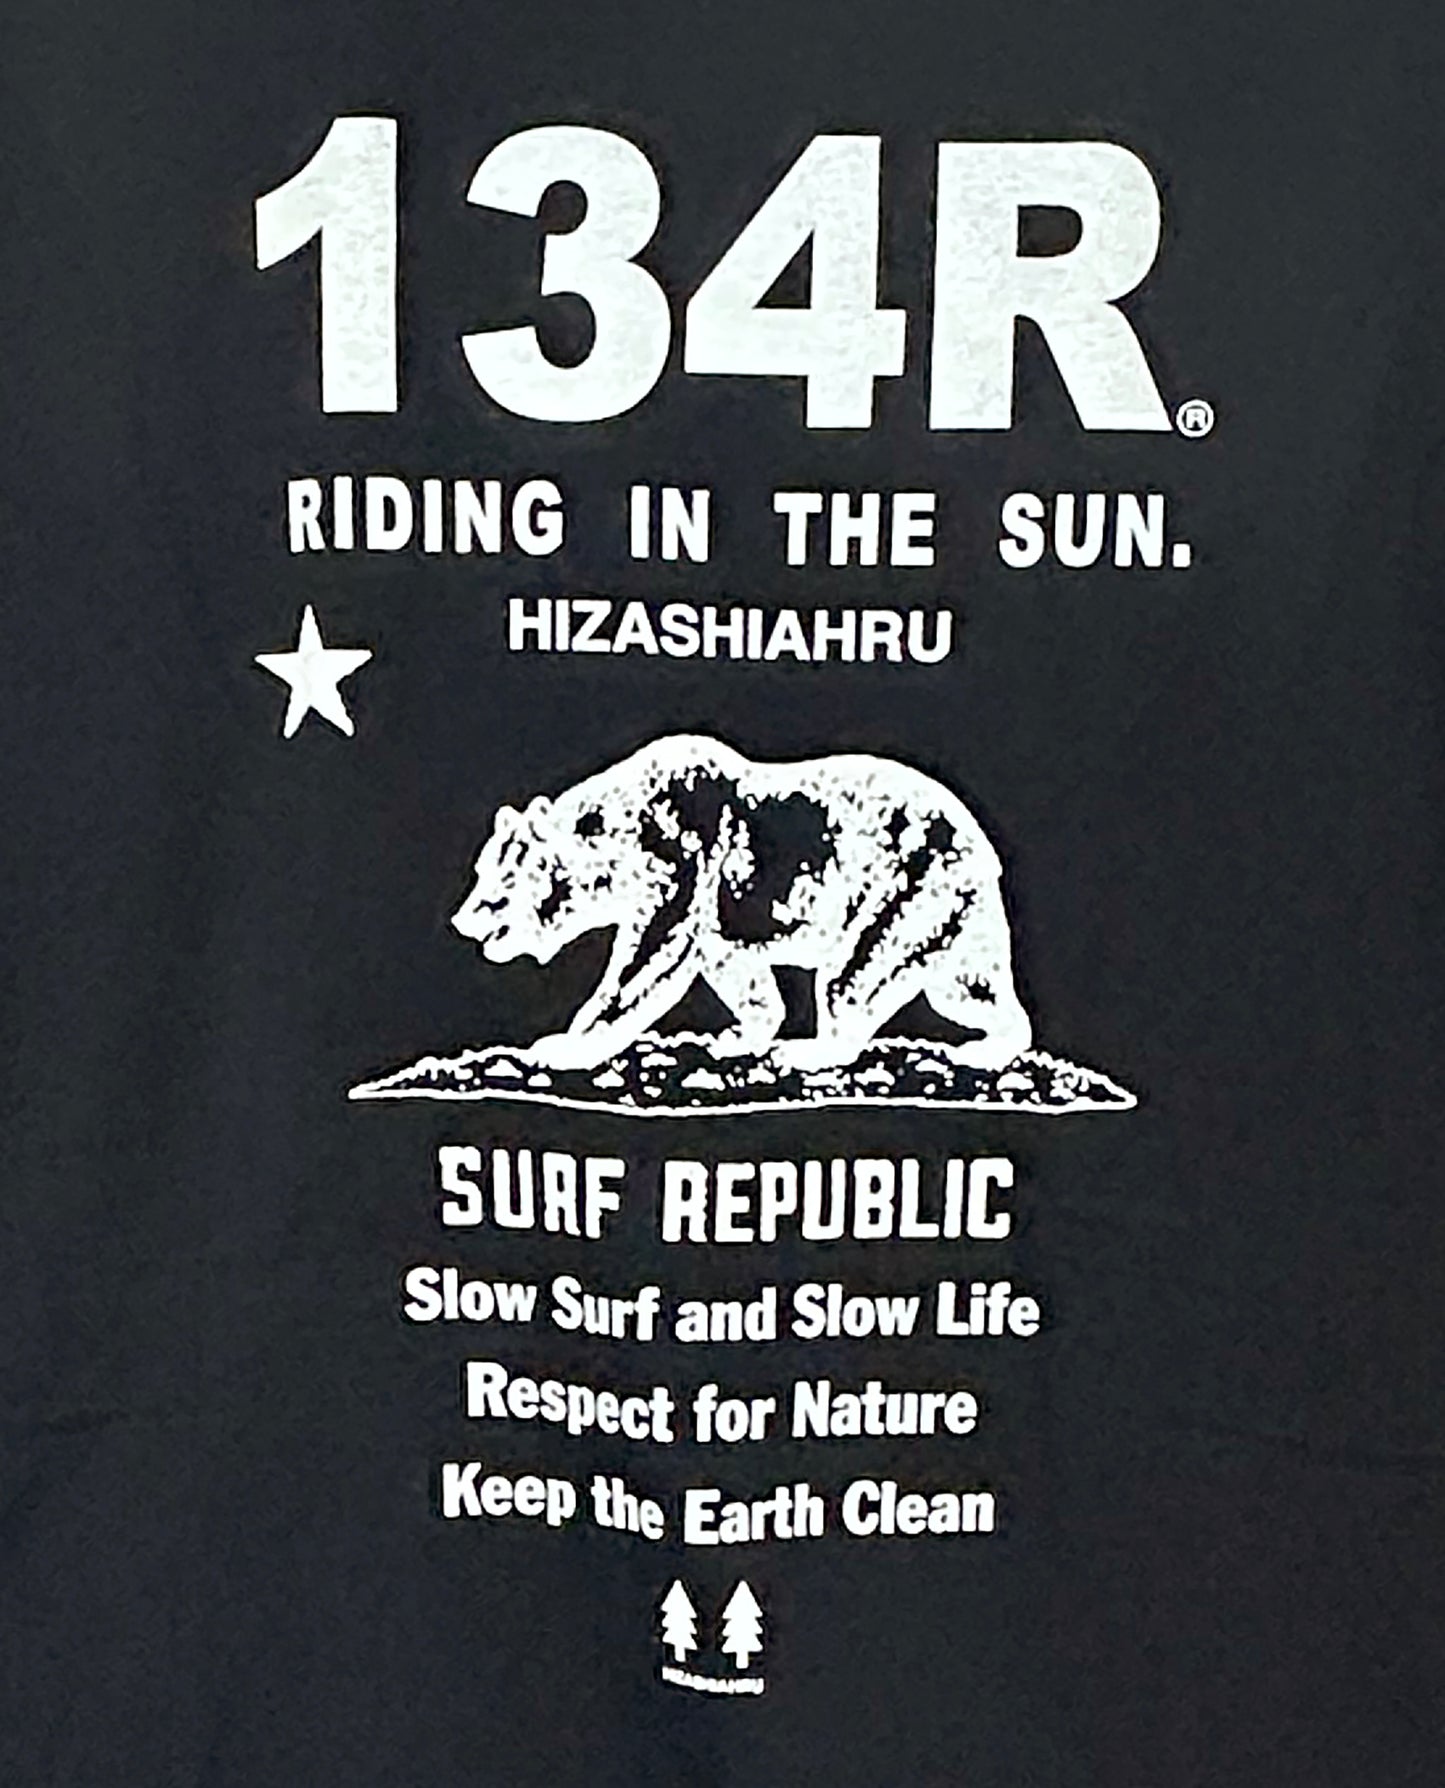 134R®
RIDING IN THE SUN.
HIZASHIAHRU
SURF REPUBLIC
Slow Surf and Slow Life
Respect for Nature
Keep the Earth Clean
HIZASHIAHRU